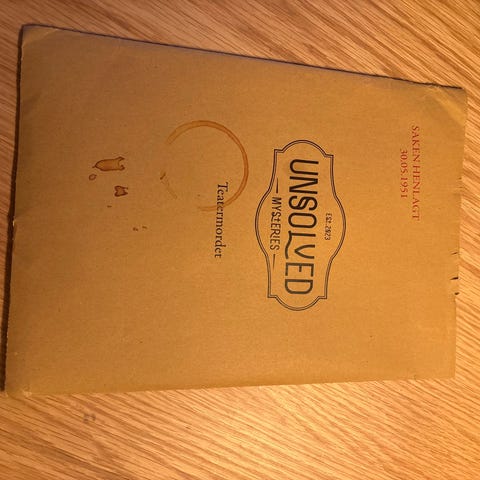 SAKEN HENLAGT
30.05.1951
EST. 2023
UNSOLVED
MYSTERIES
Teatermordet